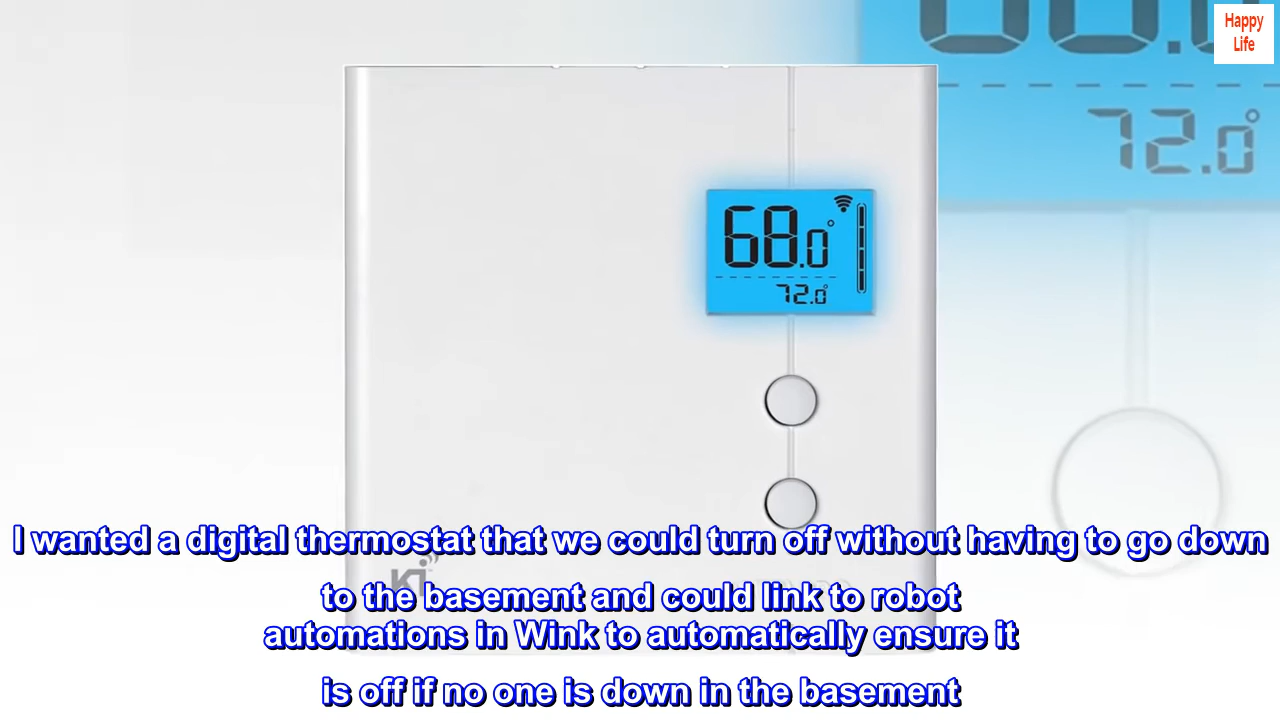 Happy
Life
72.0°
68.0°
72.0°
I wanted a digital thermostat that we could turn off without having to go down
to the basement and could link to robot
automations in Wink to automatically ensure it
is off if no one is down in the basement
Ki